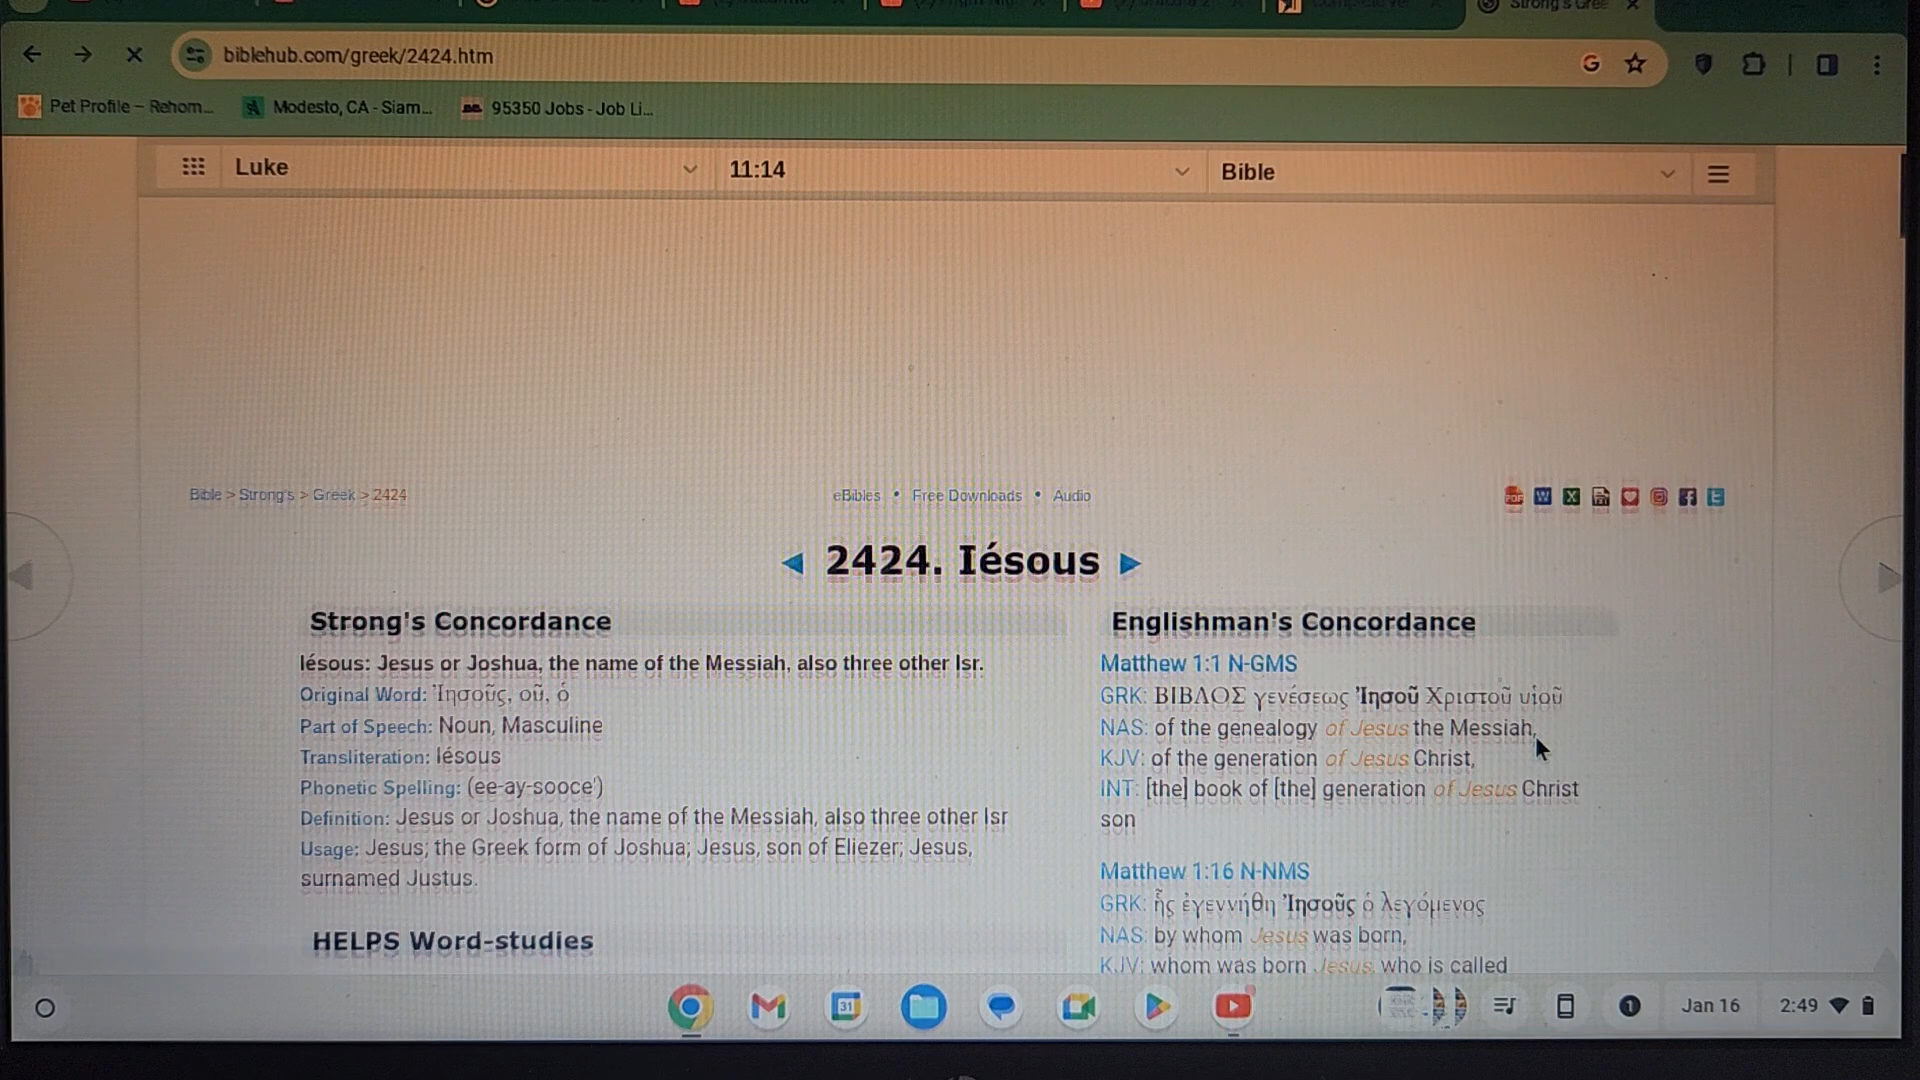 Strong's Gree
biblehub.com/greek/2424.htm
Pet Profile – Rehom...
Modesto, CA - Siam...
95350 Jobs - Job Li...
Luke
11:14
Bible
Bible > Strong's > Greek > 2424
eBibles • Free Downloads • Audio
◄ 2424. Iésous ►
Strong's Concordance
Iésous: Jesus or Joshua, the name of the Messiah, also three other Isr.
Original Word: Ἰησοῦς, οῦ, ὁ
Part of Speech: Noun, Masculine
Transliteration: Iésous
Phonetic Spelling: (ee-ay-sooce')
Definition: Jesus or Joshua, the name of the Messiah, also three other Isr
Usage: Jesus; the Greek form of Joshua; Jesus, son of Eliezer; Jesus,
surnamed Justus.
HELPS Word-studies
Englishman's Concordance
Matthew 1:1 N-GMS
GRK: ΒΙΒΛΟΣ γενέσεως Ἰησοῦ Χριστοῦ υἱοῦ
NAS: of the genealogy of Jesus the Messiah,
KJV: of the generation of Jesus Christ,
INT: [the] book of [the] generation of Jesus Christ
son
Matthew 1:16 N-NMS
GRK: ἧς ἐγεννήθη Ἰησοῦς ὁ λεγόμενος
NAS: by whom Jesus was born,
KJV: whom was born Jesus, who is called
31
1
Jan 16
2:49